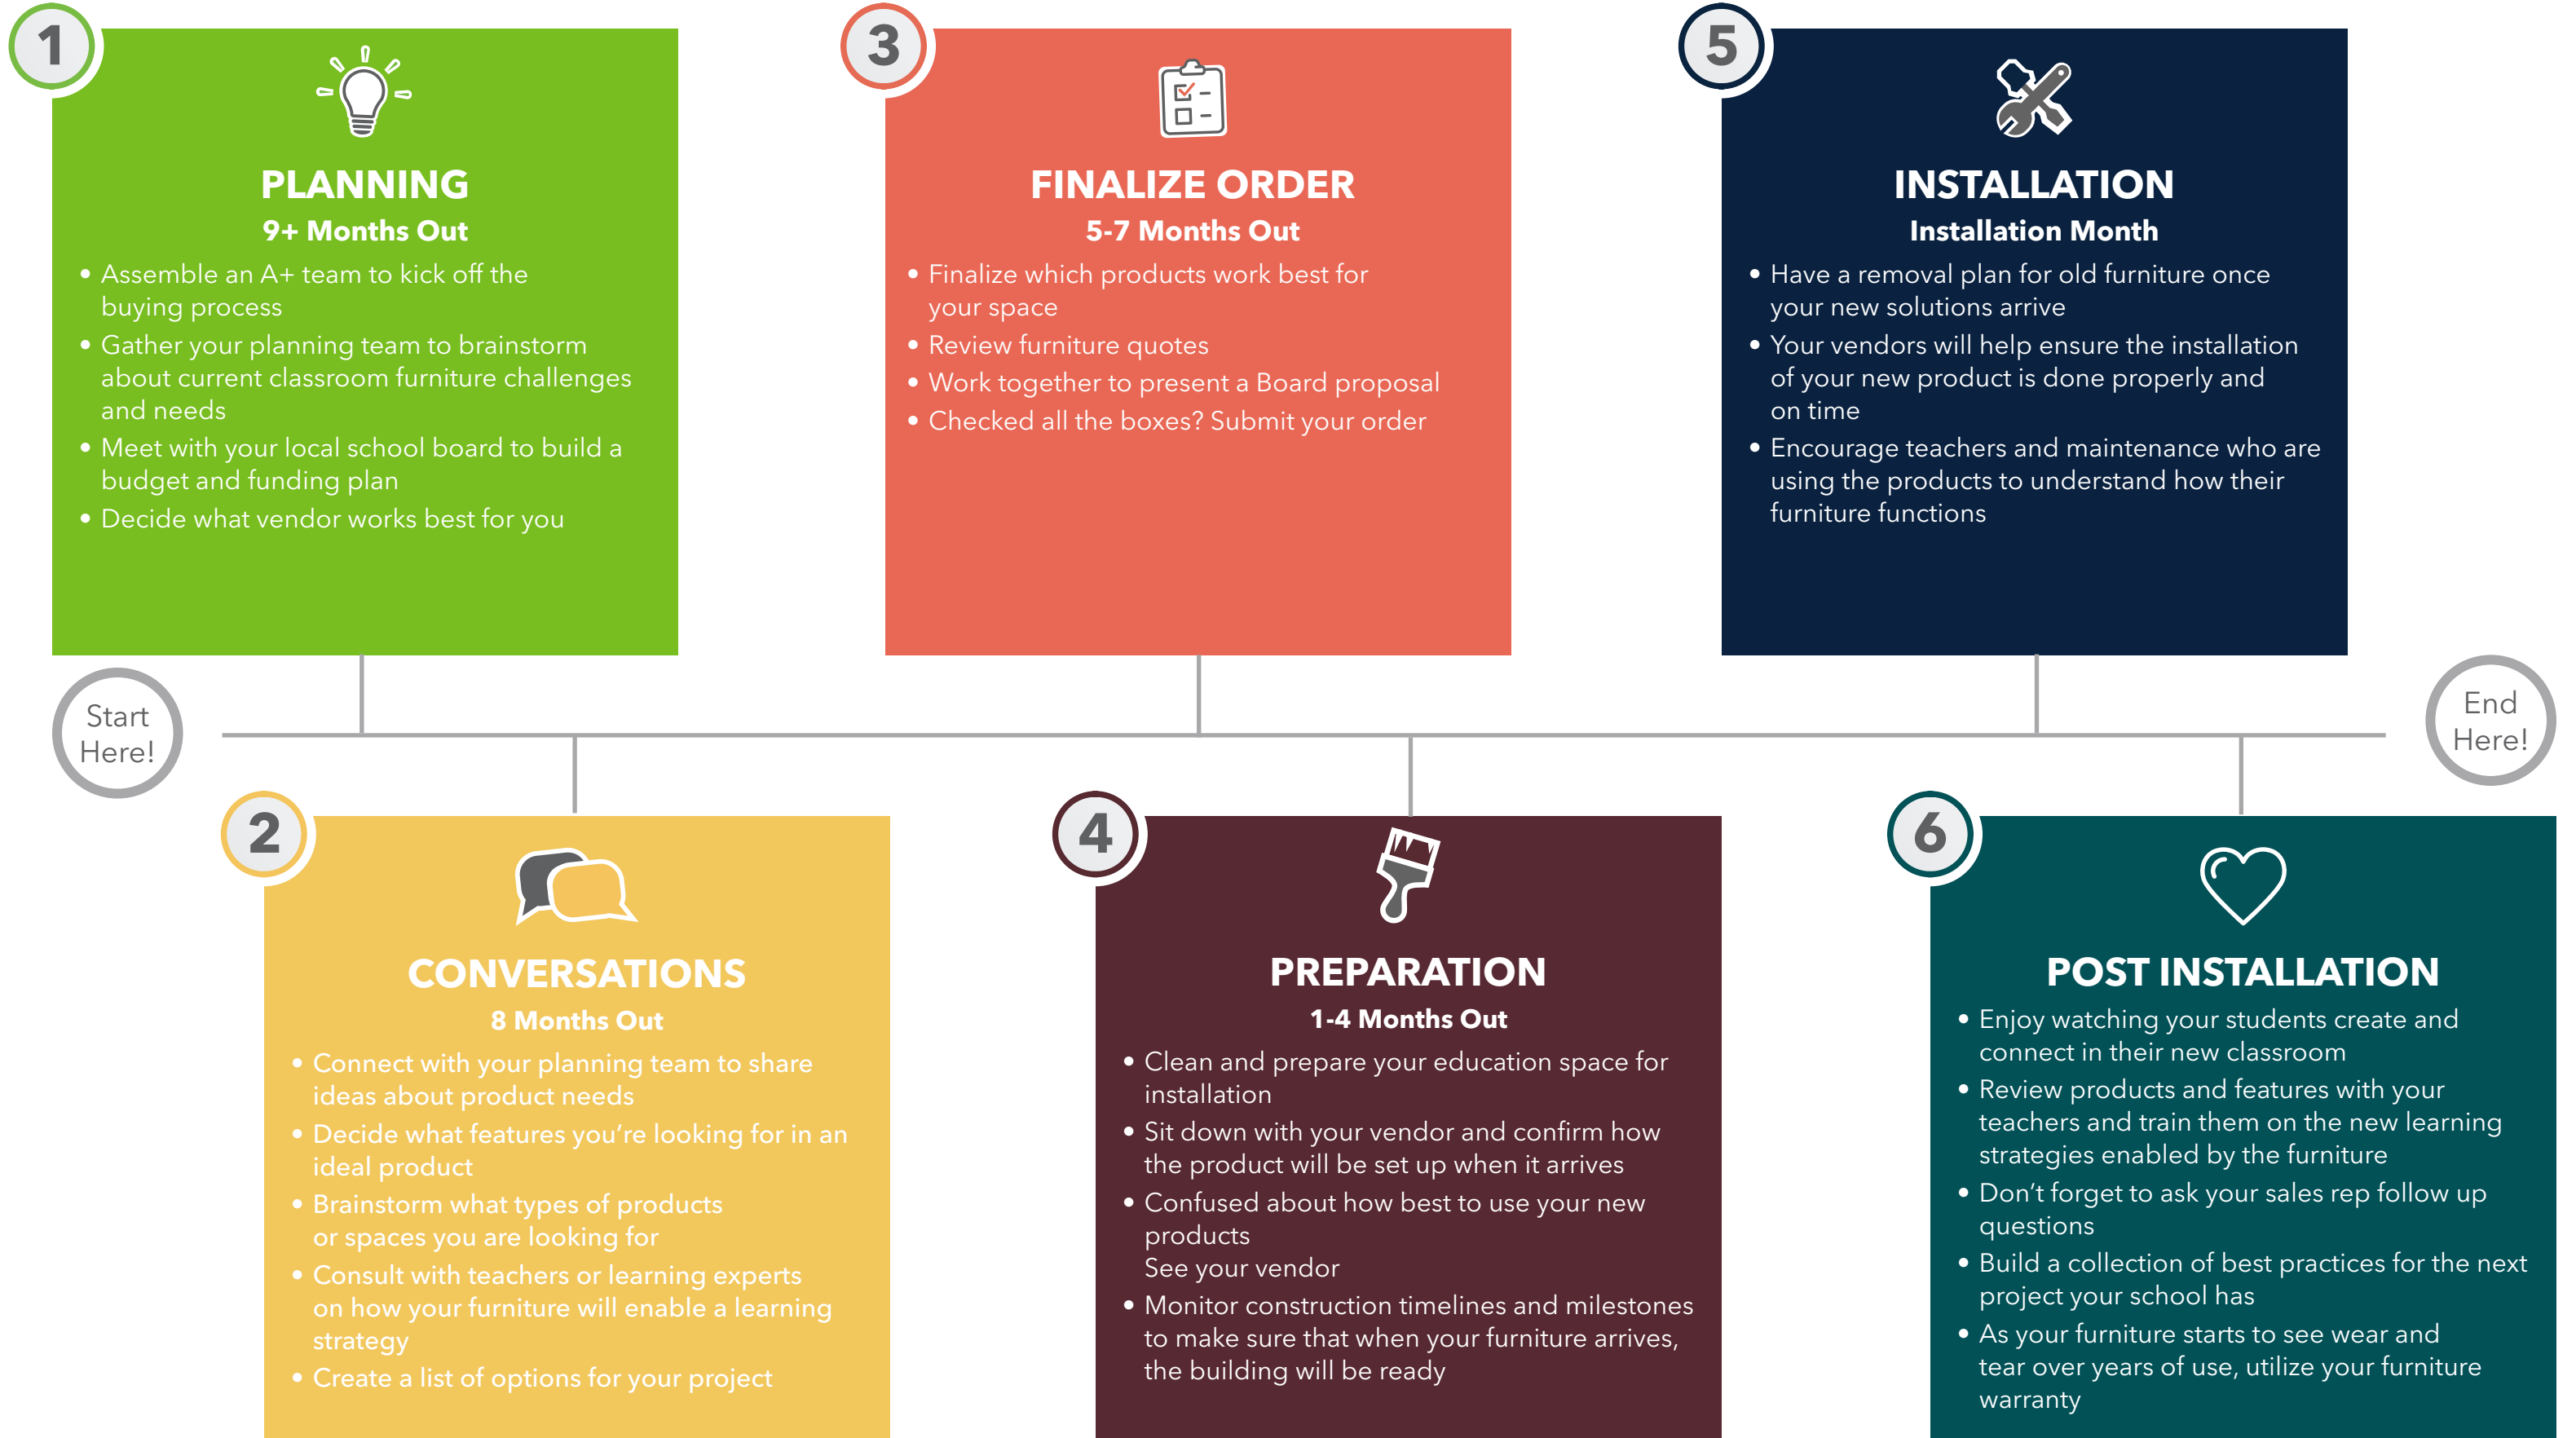 1
PLANNING
9+ Months Out
• Assemble an A+ team to kick off the
buying process
• Gather your planning team to brainstorm
about current classroom furniture challenges
and needs
• Meet with your local school board to build a
budget and funding plan
• Decide what vendor works best for you
3
FINALIZE ORDER
5-7 Months Out
• Finalize which products work best for
your space
• Review furniture quotes
• Work together to present a Board proposal
• Checked all the boxes? Submit your order
5
INSTALLATION
Installation Month
• Have a removal plan for old furniture once
your new solutions arrive
• Your vendors will help ensure the installation
of your new product is done properly and
on time
• Encourage teachers and maintenance who are
using the products to understand how their
furniture functions
Start
Here!
End
Here!
2
CONVERSATIONS
8 Months Out
• Connect with your planning team to share
ideas about product needs
• Decide what features you’re looking for in an
ideal product
• Brainstorm what types of products
or spaces you are looking for
• Consult with teachers or learning experts
on how your furniture will enable a learning
strategy
• Create a list of options for your project
4
PREPARATION
1-4 Months Out
• Clean and prepare your education space for
installation
• Sit down with your vendor and confirm how
the product will be set up when it arrives
• Confused about how best to use your new
products
See your vendor
• Monitor construction timelines and milestones
to make sure that when your furniture arrives,
the building will be ready
6
POST INSTALLATION
• Enjoy watching your students create and
connect in their new classroom
• Review products and features with your
teachers and train them on the new learning
strategies enabled by the furniture
• Don’t forget to ask your sales rep follow up
questions
• Build a collection of best practices for the next
project your school has
• As your furniture starts to see wear and
tear over years of use, utilize your furniture
warranty